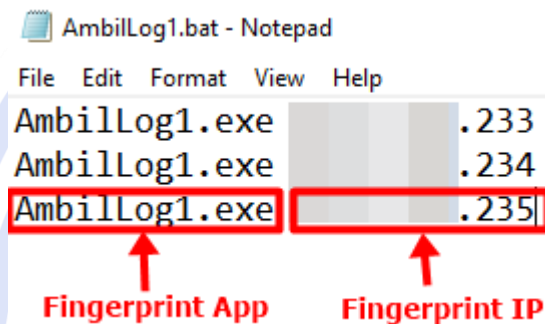 AmbilLog1.bat - Notepad
File Edit Format View Help
AmbilLog1.exe .233
AmbilLog1.exe .234
AmbilLog1.exe .235
Fingerprint App Fingerprint IP